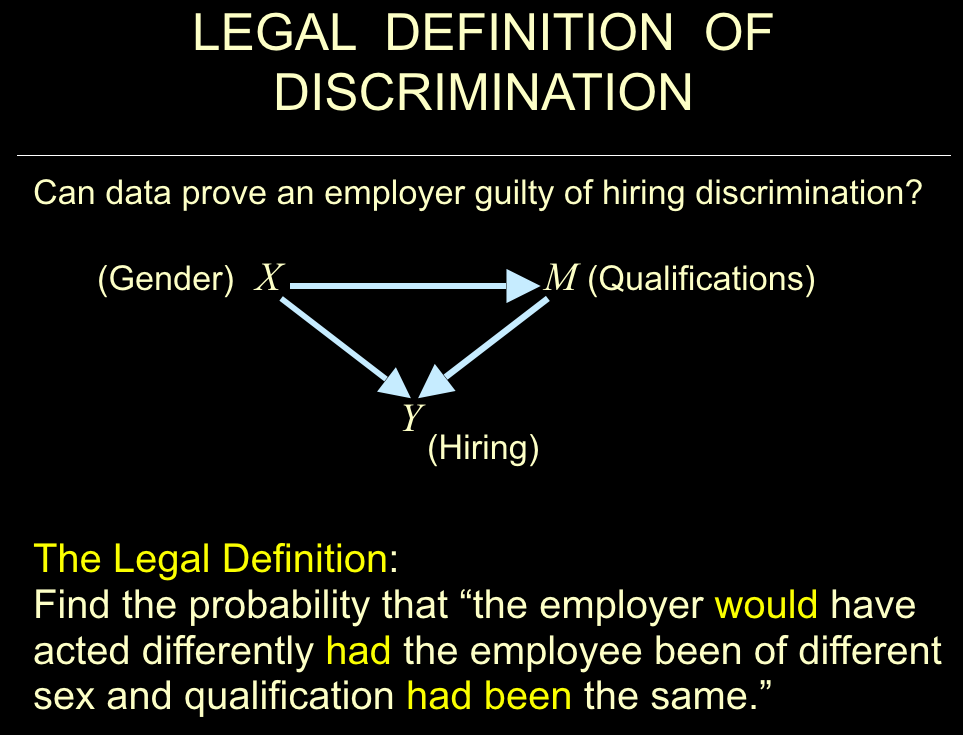 LEGAL DEFINITION OF
DISCRIMINATION
Can data prove an employer guilty of hiring discrimination?
(Gender) X M (Qualifications)
Y
(Hiring)
The Legal Definition:
Find the probability that “the employer would have
acted differently had the employee been of different
sex and qualification had been the same.”